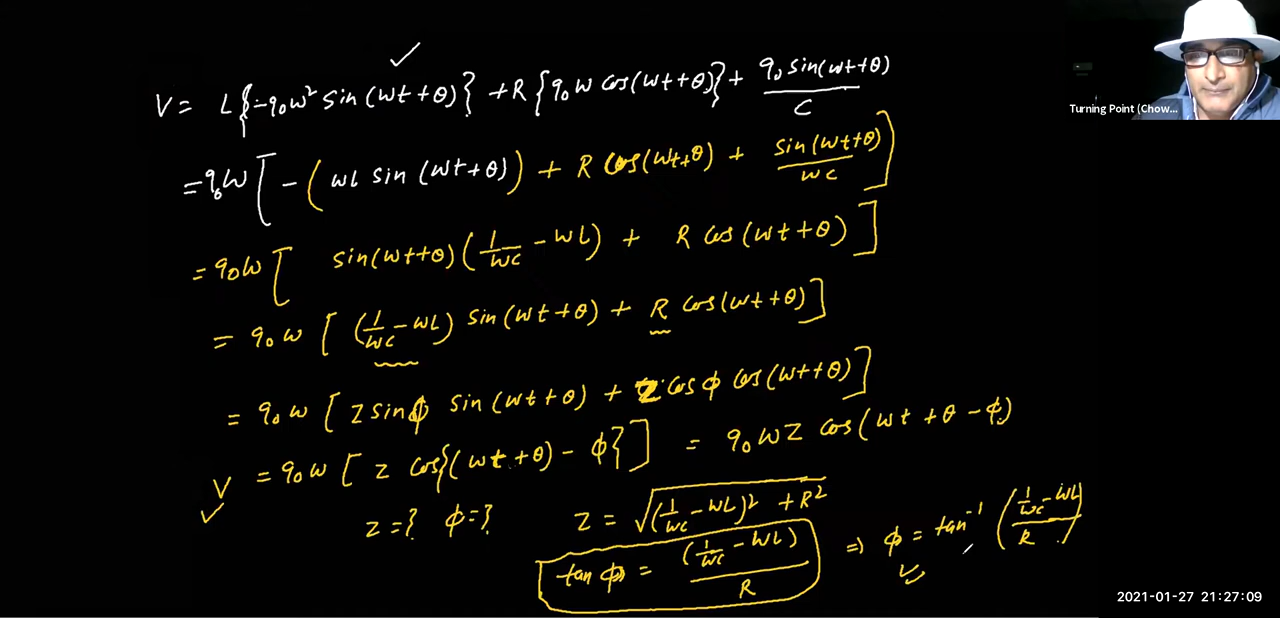 V = L{-q₀ω² sin(ωt+θ)} + R{q₀ω cos(ωt+θ)} + q₀ sin(ωt+θ)/C
= q₀ω [ -(ωL sin(ωt+θ)) + R cos(ωt+θ) + sin(ωt+θ)/ωC ]
= q₀ω [ sin(ωt+θ) (1/ωC - ωL) + R cos(ωt+θ) ]
= q₀ω [ (1/ωC - ωL) sin(ωt+θ) + R cos(ωt+θ) ]
= q₀ω [ Z sinϕ sin(ωt+θ) + Z cosϕ cos(ωt+θ) ]
V = q₀ω [ Z cos{(ωt+θ) - ϕ} ] = q₀ωZ cos(ωt+θ-ϕ)
Z=? ϕ=? Z = √((1/ωC - ωL)² + R²)
tanϕ = (1/ωC - ωL)/R ⇒ ϕ = tan⁻¹((1/ωC - ωL)/R)
Turning Point (Chow...
2021-01-27 21:27:09